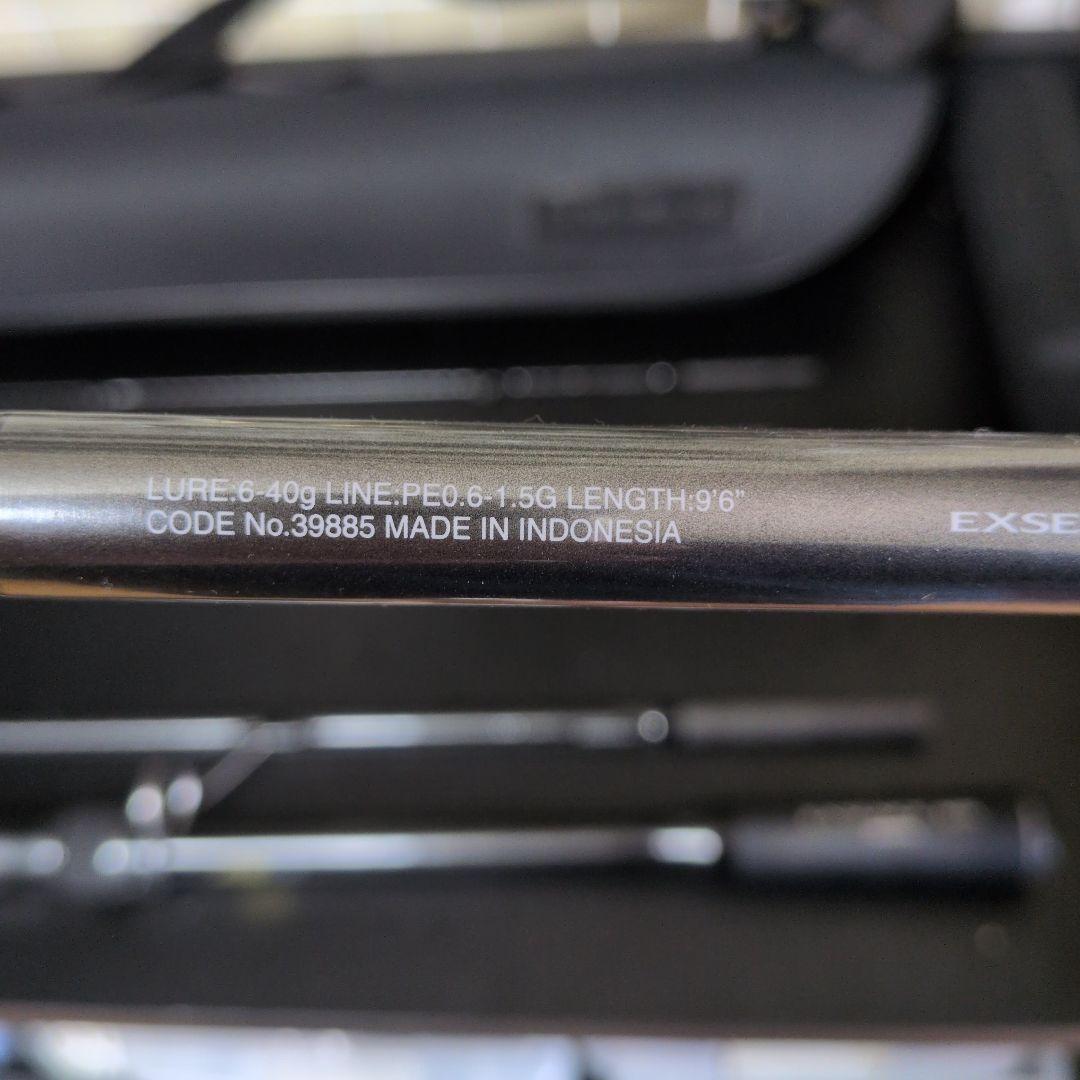 LURE:6-40g LINE:PE0.6-1.5G LENGTH:9'6"
CODE No.39885 MADE IN INDONESIA
EXSE